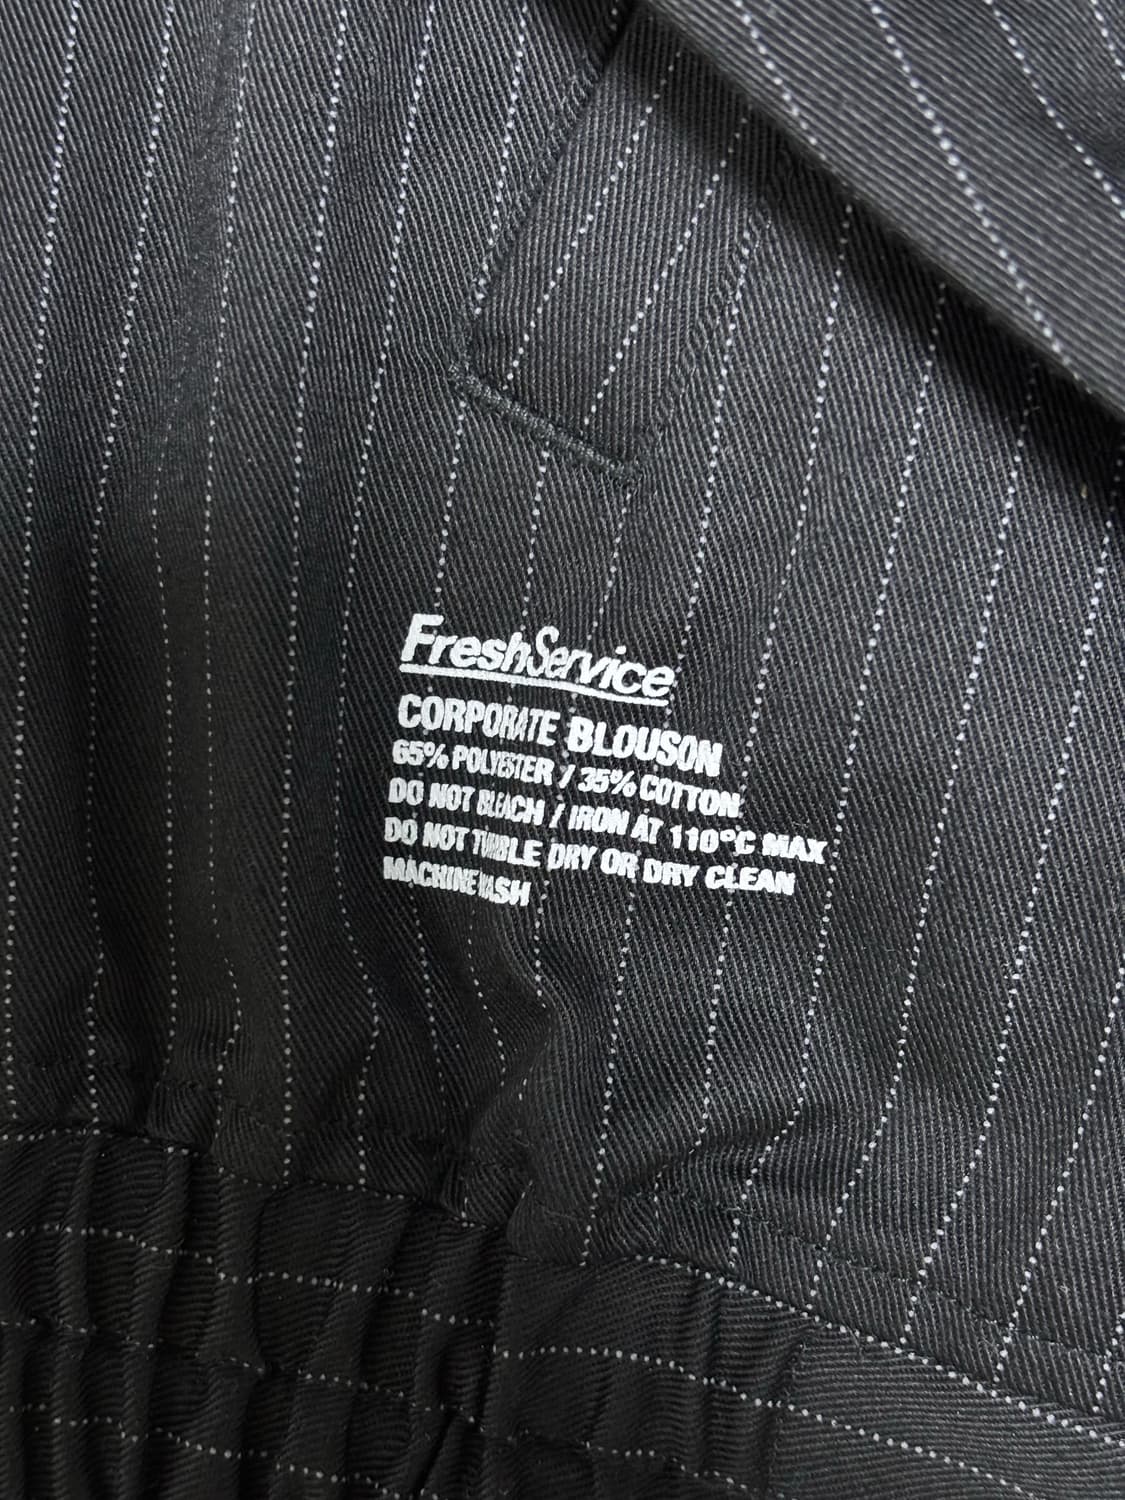 FreshService
CORPORATE BLOUSON
65% POLYESTER / 35% COTTON
DO NOT BLEACH / IRON AT 110°C MAX
DO NOT TUMBLE DRY OR DRY CLEAN
MACHINE WASH